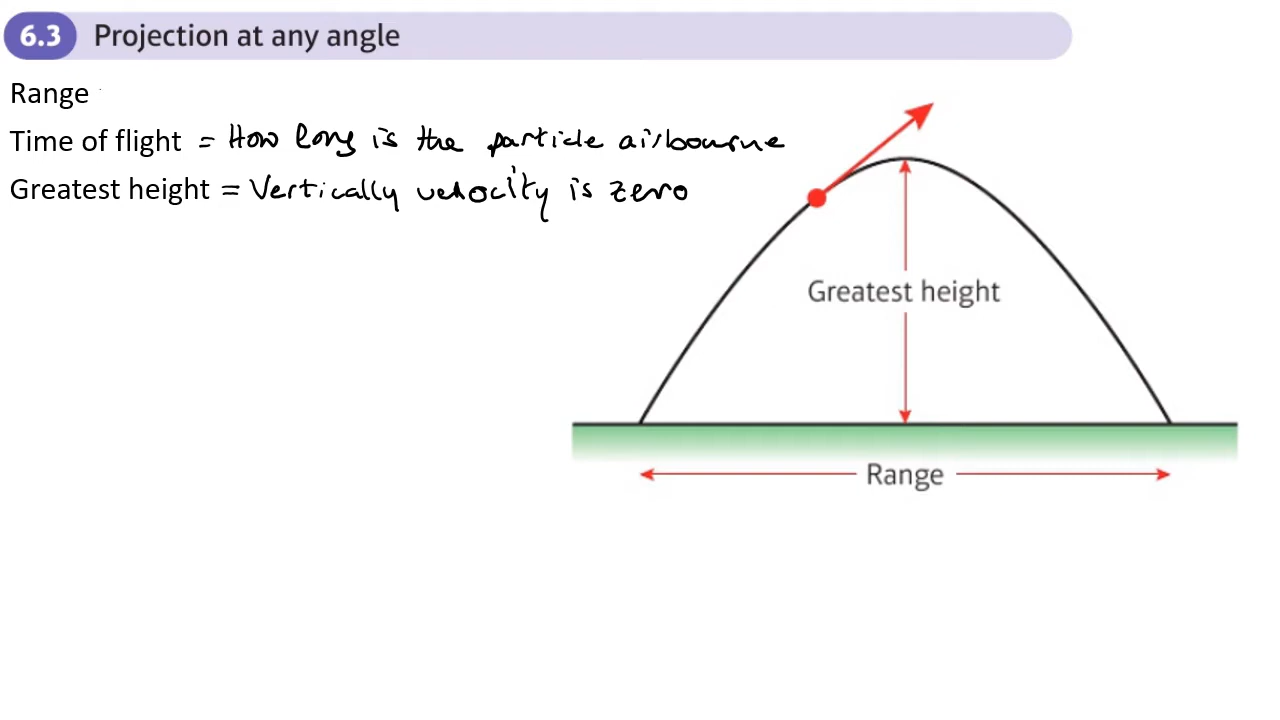 6.3 Projection at any angle
Range
Time of flight = How long is the particle airbourne
Greatest height = Vertically velocity is zero
Greatest height
Range